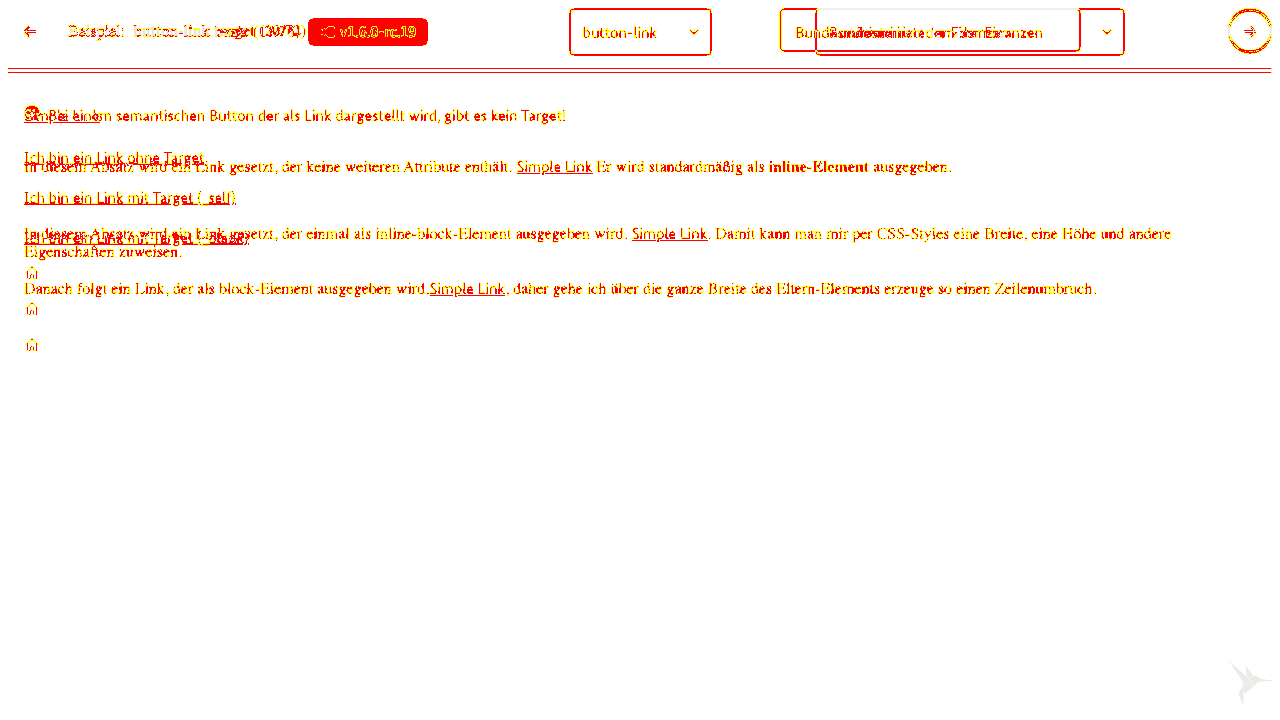 Beispiel: button-link
v1.6.0-rc.19
button-link
Bei einem semantischen Button der als Link dargestellt wird, gibt es kein Target!
Simple Link
Ich bin ein Link ohne Target
In diesem Absatz wird ein Link gesetzt, der keine weiteren Attribute enthält. Simple Link Er wird standardmäßig als inline-Element ausgegeben.
Ich bin ein Link mit Target (_self)
In diesem Absatz wird ein Link gesetzt, der einmal als inline-block-Element ausgegeben wird. Simple Link. Damit kann man mir per CSS-Styles eine Breite, eine Höhe und andere
Ich bin ein Link mit Target
Eigenschaften zuweisen.
Danach folgt ein Link, der als block-Element ausgegeben wird.Simple Link, daher gehe ich über die ganze Breite des Eltern-Elements erzeuge so einen Zeilenumbruch.